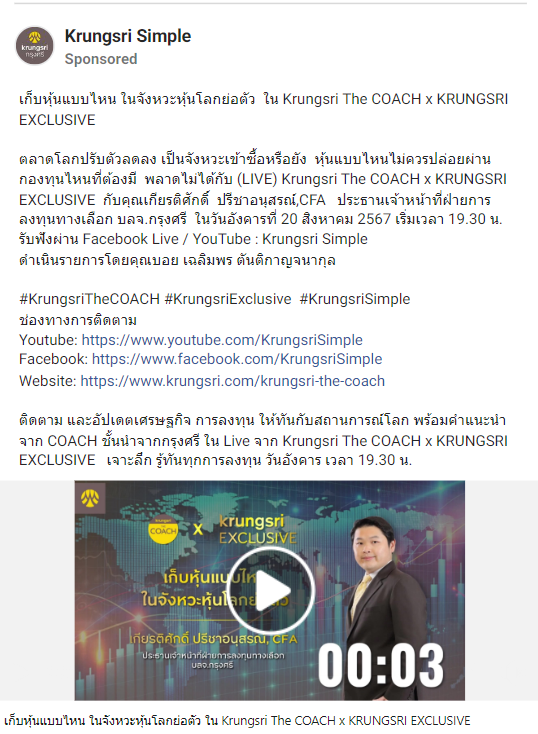 Krungsri Simple
Sponsored
krungsri
กรุงศรี
เก็บหุ้นแบบไหน ในจังหวะหุ้นโลกย่อตัว ใน Krungsri The COACH x KRUNGSRI
EXCLUSIVE
ตลาดโลกปรับตัวลดลง เป็นจังหวะเข้าซื้อหรือยัง หุ้นแบบไหนไม่ควรปล่อยผ่าน
กองทุนไหนที่ต้องมี พลาดไม่ได้กับ (LIVE) Krungsri The COACH x KRUNGSRI
EXCLUSIVE กับคุณเกียรติศักดิ์ ปรีชาอนุสรณ์,CFA ประธานเจ้าหน้าที่ฝ่ายการ
ลงทุนทางเลือก บลจ.กรุงศรี ในวันอังคารที่ 20 สิงหาคม 2567 เริ่มเวลา 19.30 น.
รับฟังผ่าน Facebook Live / YouTube : Krungsri Simple
ดำเนินรายการโดยคุณบอย เฉลิมพร ตันติกาญจนากุล
#KrungsriTheCOACH #KrungsriExclusive #KrungsriSimple
ช่องทางการติดตาม
Youtube: https://www.youtube.com/KrungsriSimple
Facebook: https://www.facebook.com/KrungsriSimple
Website: https://www.krungsri.com/krungsri-the-coach
ติดตาม และอัปเดตเศรษฐกิจ การลงทุน ให้ทันกับสถานการณ์โลก พร้อมคำแนะนำ
จาก COACH ชั้นนำจากกรุงศรี ใน Live จาก Krungsri The COACH x KRUNGSRI
EXCLUSIVE เจาะลึก รู้ทันทุกการลงทุน วันอังคาร เวลา 19.30 น.
COACH X krungsri
EXCLUSIVE
เก็บหุ้นแบบไหน
ในจังหวะหุ้นโลกย่อตัว
เกียรติศักดิ์ ปรีชาอนุสรณ์, CFA
ประธานเจ้าหน้าที่ฝ่ายการลงทุนทางเลือก
บลจ.กรุงศรี
00:03
เก็บหุ้นแบบไหน ในจังหวะหุ้นโลกย่อตัว ใน Krungsri The COACH x KRUNGSRI EXCLUSIVE